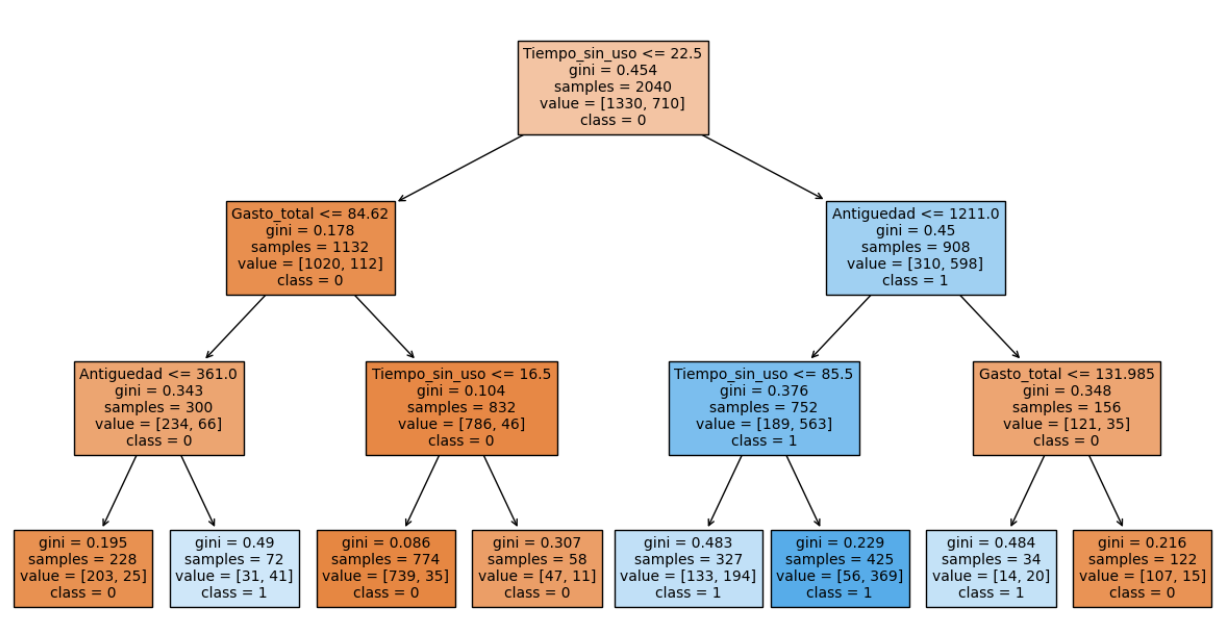 Tiempo_sin_uso <= 22.5
gini = 0.454
samples = 2040
value = [1330, 710]
class = 0
Gasto_total <= 84.62
gini = 0.178
samples = 1132
value = [1020, 112]
class = 0
Antiguedad <= 1211.0
gini = 0.45
samples = 908
value = [310, 598]
class = 1
Antiguedad <= 361.0
gini = 0.343
samples = 300
value = [234, 66]
class = 0
Tiempo_sin_uso <= 16.5
gini = 0.104
samples = 832
value = [786, 46]
class = 0
Tiempo_sin_uso <= 85.5
gini = 0.376
samples = 752
value = [189, 563]
class = 1
Gasto_total <= 131.985
gini = 0.348
samples = 156
value = [121, 35]
class = 0
gini = 0.195
samples = 228
value = [203, 25]
class = 0
gini = 0.49
samples = 72
value = [31, 41]
class = 1
gini = 0.086
samples = 774
value = [739, 35]
class = 0
gini = 0.307
samples = 58
value = [47, 11]
class = 0
gini = 0.483
samples = 327
value = [133, 194]
class = 1
gini = 0.229
samples = 425
value = [56, 369]
class = 1
gini = 0.484
samples = 34
value = [14, 20]
class = 1
gini = 0.216
samples = 122
value = [107, 15]
class = 0